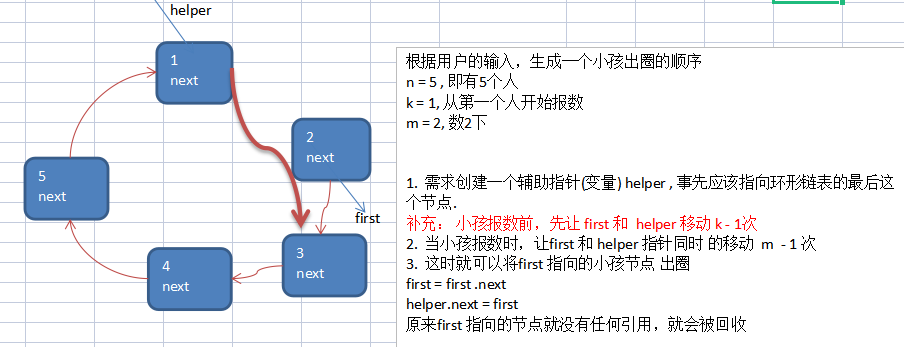 helper
1
next
2
next
first
3
next
4
next
5
next
根据用户的输入，生成一个小孩出圈的顺序
n = 5 , 即有5个人
k = 1, 从第一个人开始报数
m = 2, 数2下
1. 需求创建一个辅助指针(变量) helper , 事先应该指向环形链表的最后这
个节点.
补充： 小孩报数前，先让 first 和 helper 移动 k - 1次
2. 当小孩报数时，让first 和 helper 指针同时 的移动 m - 1 次
3. 这时就可以将first 指向的小孩节点 出圈
first = first .next
helper.next = first
原来first 指向的节点就没有任何引用，就会被回收